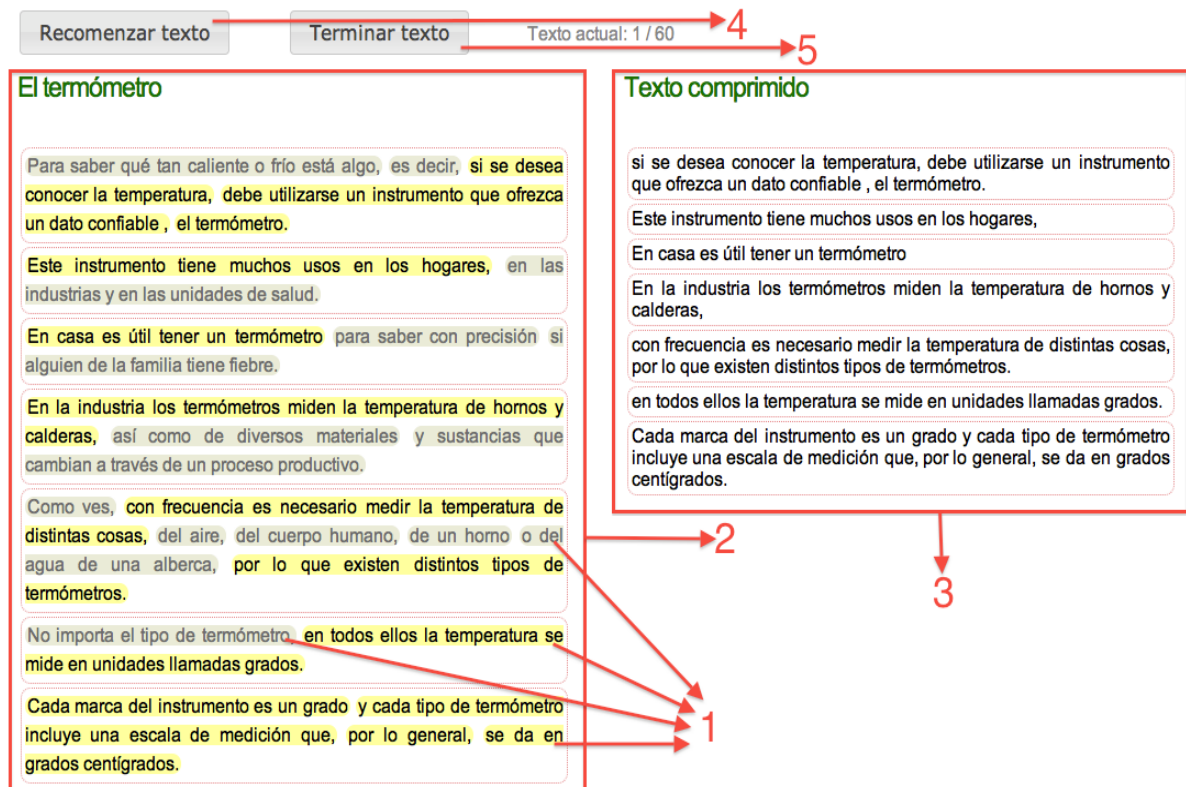 Recomenzar texto
Terminar texto
Texto actual: 1 / 60
4
5
El termómetro
Para saber qué tan caliente o frío está algo, es decir, si se desea
conocer la temperatura, debe utilizarse un instrumento que ofrezca
un dato confiable , el termómetro.
Este instrumento tiene muchos usos en los hogares, en las
industrias y en las unidades de salud.
En casa es útil tener un termómetro para saber con precisión si
alguien de la familia tiene fiebre.
En la industria los termómetros miden la temperatura de hornos y
calderas, así como de diversos materiales y sustancias que
cambian a través de un proceso productivo.
Como ves, con frecuencia es necesario medir la temperatura de
distintas cosas, del aire, del cuerpo humano, de un horno o del
agua de una alberca, por lo que existen distintos tipos de
termómetros.
No importa el tipo de termómetro, en todos ellos la temperatura se
mide en unidades llamadas grados.
Cada marca del instrumento es un grado y cada tipo de termómetro
incluye una escala de medición que, por lo general, se da en
grados centígrados.
Texto comprimido
si se desea conocer la temperatura, debe utilizarse un instrumento
que ofrezca un dato confiable , el termómetro.
Este instrumento tiene muchos usos en los hogares,
En casa es útil tener un termómetro
En la industria los termómetros miden la temperatura de hornos y
calderas,
con frecuencia es necesario medir la temperatura de distintas cosas,
por lo que existen distintos tipos de termómetros.
en todos ellos la temperatura se mide en unidades llamadas grados.
Cada marca del instrumento es un grado y cada tipo de termómetro
incluye una escala de medición que, por lo general, se da en grados
centígrados.
2
3
1